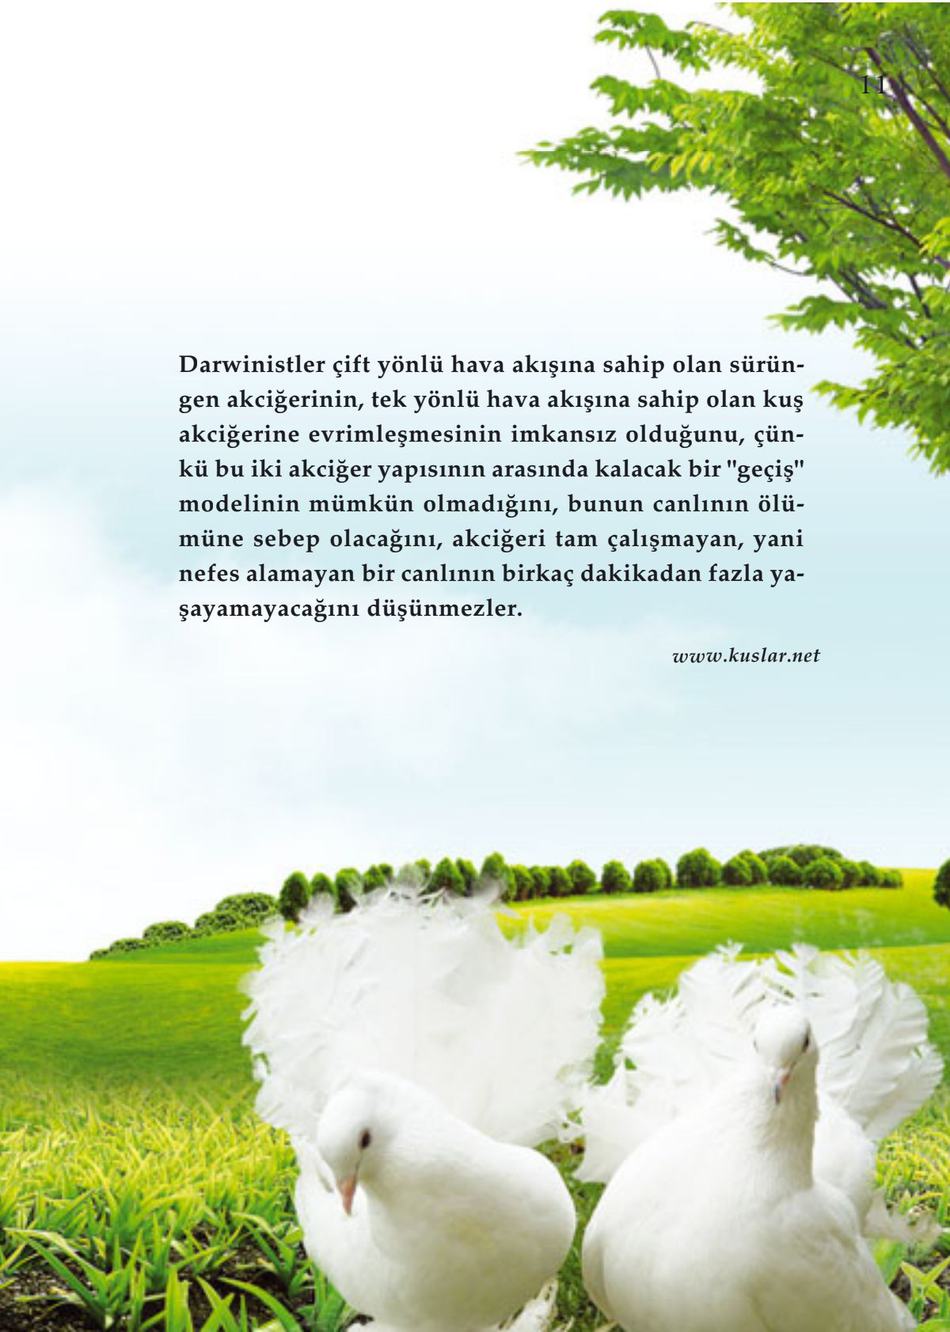 11
Darwinistler çift yönlü hava akışına sahip olan sürün-
gen akciğerinin, tek yönlü hava akışına sahip olan kuş
akciğerine evrimleşmesinin imkansız olduğunu, çün-
kü bu iki akciğer yapısının arasında kalacak bir "geçiş"
modelinin mümkün olmadığını, bunun canlının ölü-
müne sebep olacağını, akciğeri tam çalışmayan, yani
nefes alamayan bir canlının birkaç dakikadan fazla ya-
şayamayacağını düşünmezler.
www.kuslar.net